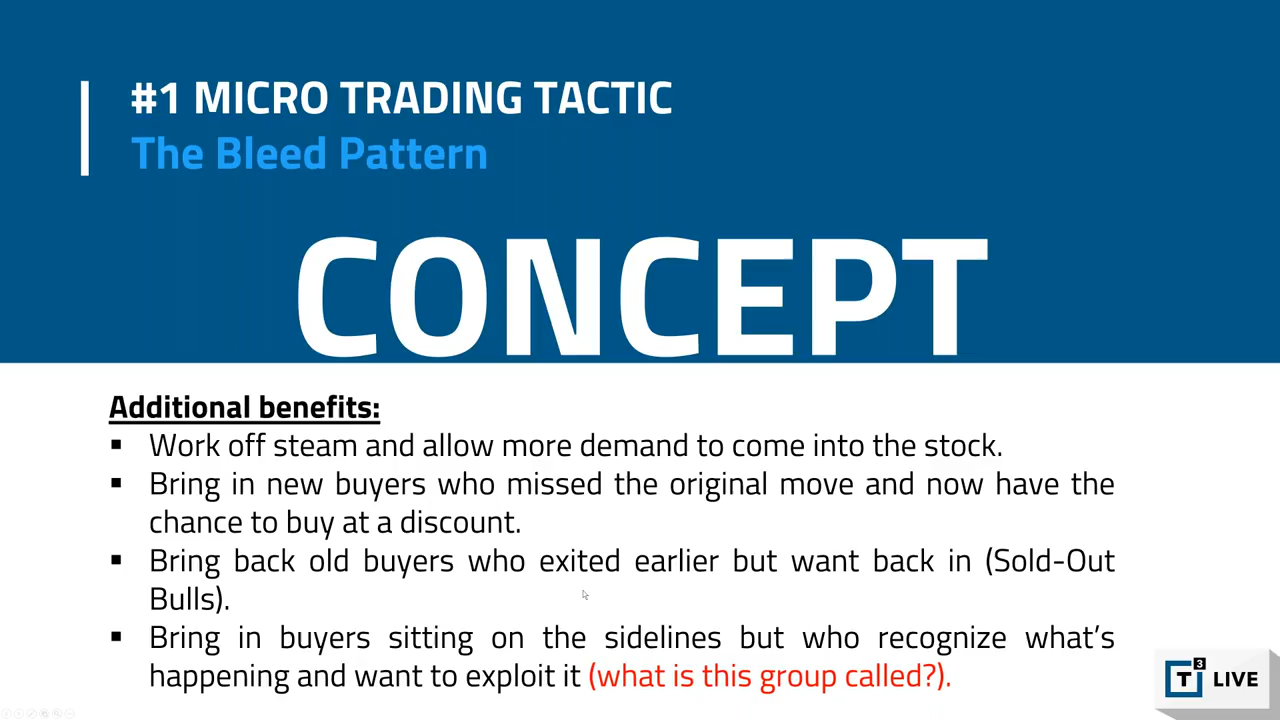 #1 MICRO TRADING TACTIC
The Bleed Pattern
CONCEPT
Additional benefits:
▪ Work off steam and allow more demand to come into the stock.
▪ Bring in new buyers who missed the original move and now have the
chance to buy at a discount.
▪ Bring back old buyers who exited earlier but want back in (Sold-Out
Bulls).
▪ Bring in buyers sitting on the sidelines but who recognize what's
happening and want to exploit it (what is this group called?).
T3 LIVE